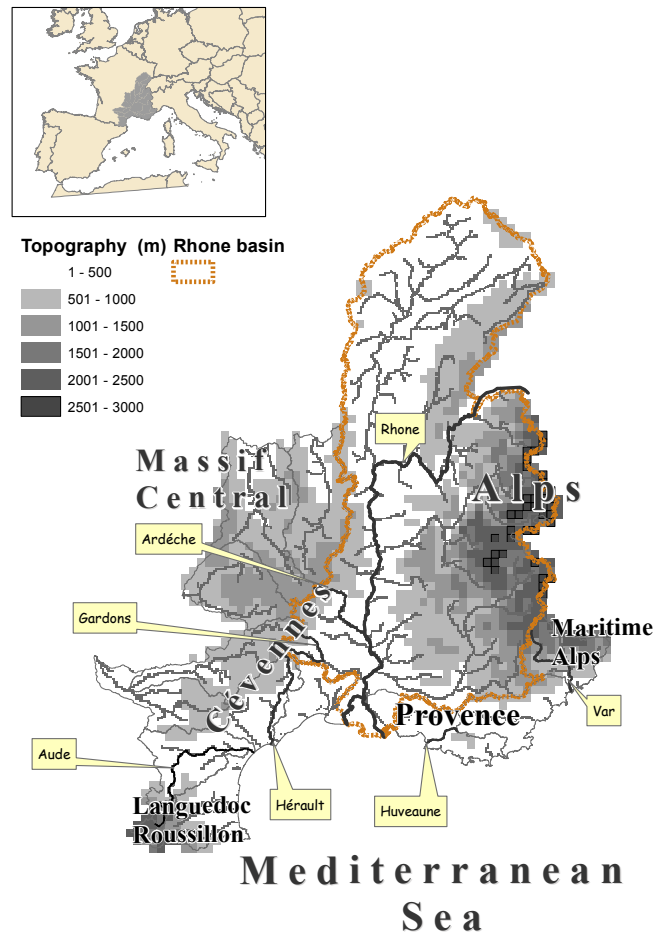 Topography (m) Rhone basin
1 - 500
501 - 1000
1001 - 1500
1501 - 2000
2001 - 2500
2501 - 3000
Rhone
Massif
Central
Alps
Ardéche
Cévennes
Gardons
Maritime
Alps
Var
Provence
Aude
Languedoc
Roussillon
Hérault
Huveaune
Mediterranean
Sea